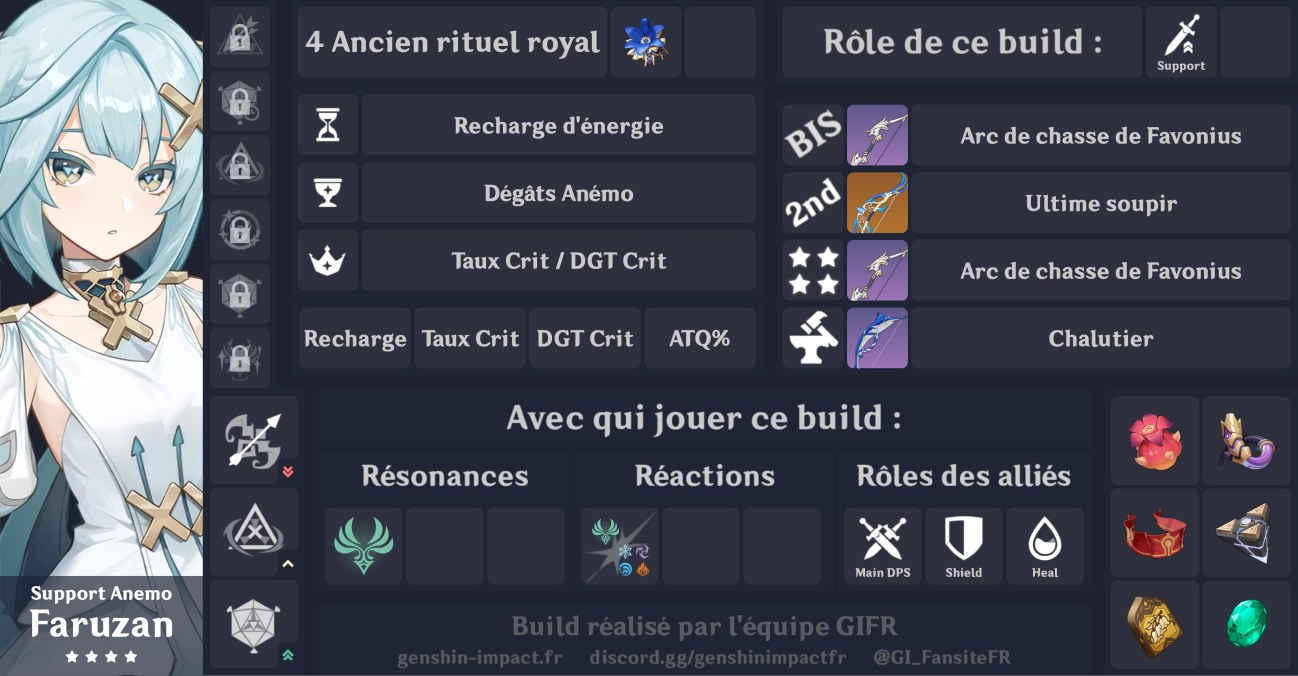 4 Ancien rituel royal
Recharge d'énergie
Dégâts Anémo
Taux Crit / DGT Crit
Recharge
Taux Crit
DGT Crit
ATQ%
Rôle de ce build :
Support
BIS
Arc de chasse de Favonius
2nd
Ultime soupir
Arc de chasse de Favonius
Chalutier
Avec qui jouer ce build :
Résonances
Réactions
Rôles des alliés
Main DPS
Shield
Heal
Support Anemo
Faruzan
Build réalisé par l'équipe GIFR
genshin-impact.fr discord.gg/genshinimpactfr @GI_FansiteFR